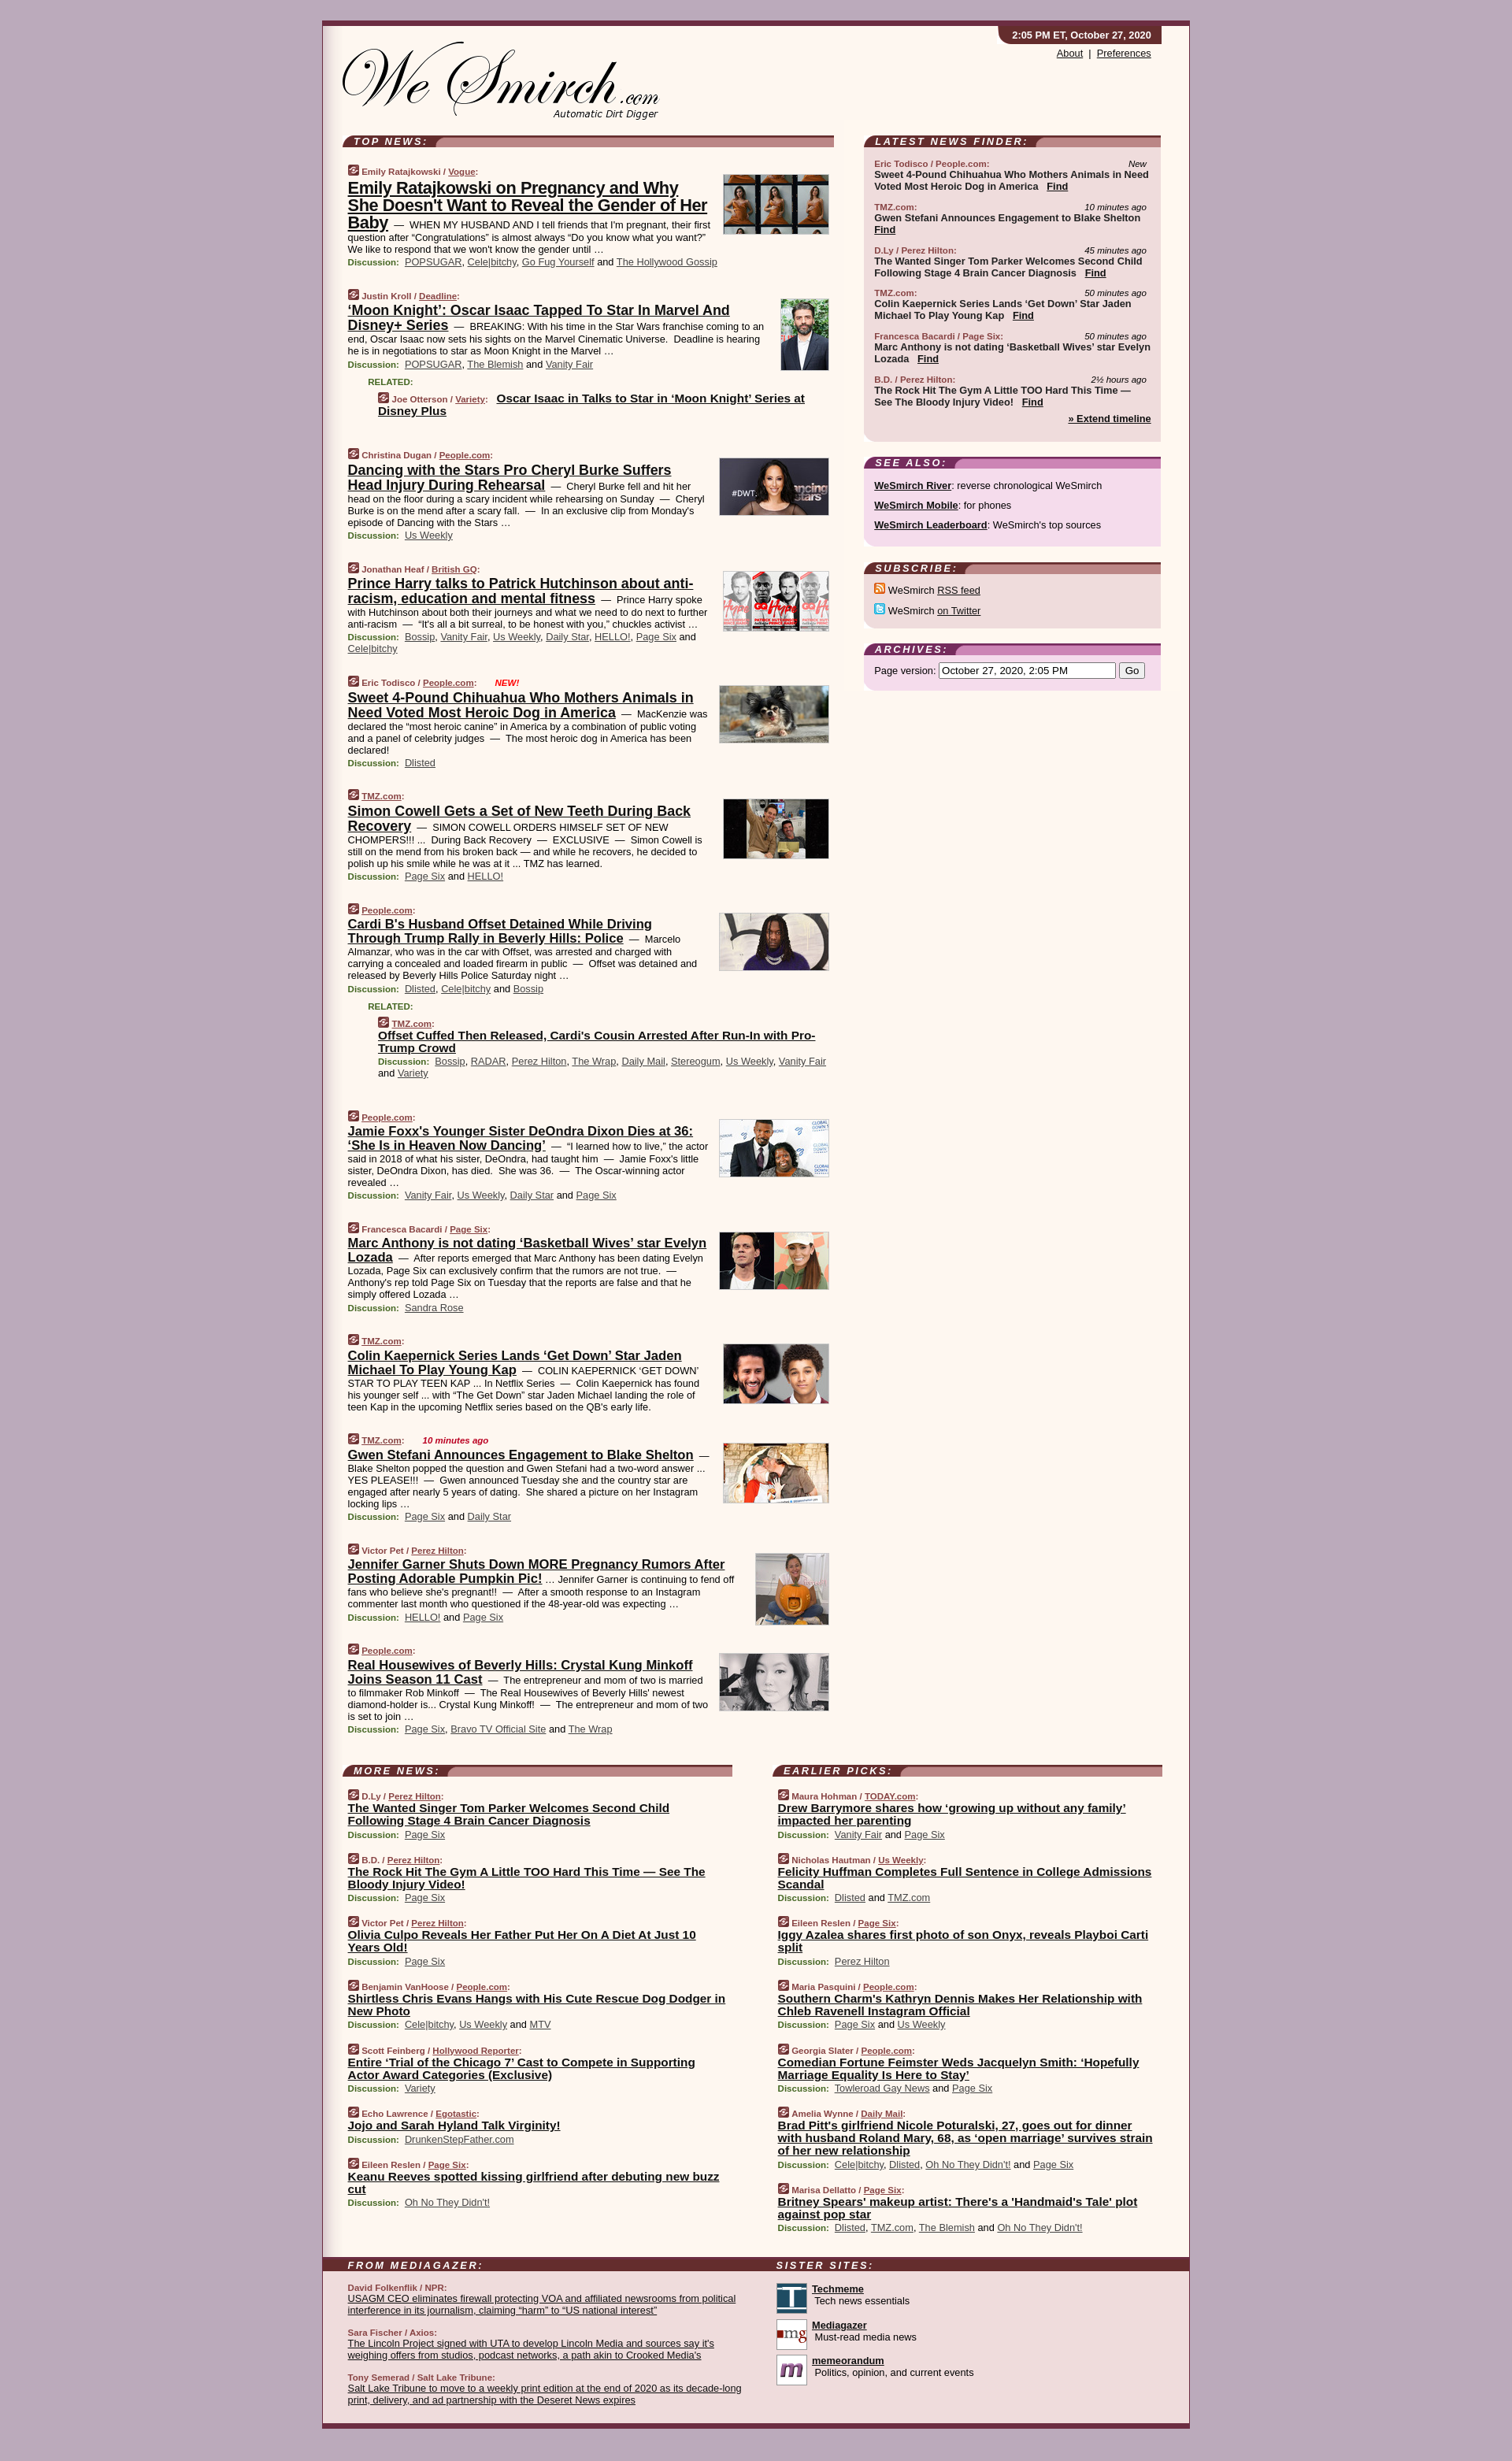 2:05 PM ET, October 27, 2020
About | Preferences
We Smirch.com
Automatic Dirt Digger
TOP NEWS:
Emily Ratajkowski / Vogue:
Emily Ratajkowski on Pregnancy and Why
She Doesn't Want to Reveal the Gender of Her
Baby — WHEN MY HUSBAND AND I tell friends that I'm pregnant, their first
question after “Congratulations” is almost always “Do you know what you want?”
We like to respond that we won't know the gender until …
Discussion: POPSUGAR, Cele|bitchy, Go Fug Yourself and The Hollywood Gossip
Justin Kroll / Deadline:
‘Moon Knight’: Oscar Isaac Tapped To Star In Marvel And
Disney+ Series — BREAKING: With his time in the Star Wars franchise coming to an
end, Oscar Isaac now sets his sights on the Marvel Cinematic Universe. Deadline is hearing
he is in negotiations to star as Moon Knight in the Marvel …
Discussion: POPSUGAR, The Blemish and Vanity Fair
RELATED:
Joe Otterson / Variety: Oscar Isaac in Talks to Star in ‘Moon Knight’ Series at
Disney Plus
Christina Dugan / People.com:
Dancing with the Stars Pro Cheryl Burke Suffers
Head Injury During Rehearsal — Cheryl Burke fell and hit her
head on the floor during a scary incident while rehearsing on Sunday — Cheryl
Burke is on the mend after a scary fall. — In an exclusive clip from Monday's
episode of Dancing with the Stars …
Discussion: Us Weekly
#DWT
ancing
stars
Jonathan Heaf / British GQ:
Prince Harry talks to Patrick Hutchinson about anti-
racism, education and mental fitness — Prince Harry spoke
with Hutchinson about both their journeys and what we need to do next to further
anti-racism — “It's all a bit surreal, to be honest with you,” chuckles activist …
Discussion: Bossip, Vanity Fair, Us Weekly, Daily Star, HELLO!, Page Six and
Cele|bitchy
GQ Hype
Eric Todisco / People.com: NEW!
Sweet 4-Pound Chihuahua Who Mothers Animals in
Need Voted Most Heroic Dog in America — MacKenzie was
declared the “most heroic canine” in America by a combination of public voting
and a panel of celebrity judges — The most heroic dog in America has been
declared!
Discussion: Dlisted
TMZ.com:
Simon Cowell Gets a Set of New Teeth During Back
Recovery — SIMON COWELL ORDERS HIMSELF SET OF NEW
CHOMPERS!!! ... During Back Recovery — EXCLUSIVE — Simon Cowell is
still on the mend from his broken back — and while he recovers, he decided to
polish up his smile while he was at it ... TMZ has learned.
Discussion: Page Six and HELLO!
People.com:
Cardi B's Husband Offset Detained While Driving
Through Trump Rally in Beverly Hills: Police — Marcelo
Almanzar, who was in the car with Offset, was arrested and charged with
carrying a concealed and loaded firearm in public — Offset was detained and
released by Beverly Hills Police Saturday night …
Discussion: Dlisted, Cele|bitchy and Bossip
RELATED:
TMZ.com:
Offset Cuffed Then Released, Cardi's Cousin Arrested After Run-In with Pro-
Trump Crowd
Discussion: Bossip, RADAR, Perez Hilton, The Wrap, Daily Mail, Stereogum, Us Weekly, Vanity Fair
and Variety
People.com:
Jamie Foxx's Younger Sister DeOndra Dixon Dies at 36:
‘She Is in Heaven Now Dancing’ — “I learned how to live,” the actor
said in 2018 of what his sister, DeOndra, had taught him — Jamie Foxx's little
sister, DeOndra Dixon, has died. She was 36. — The Oscar-winning actor
revealed …
Discussion: Vanity Fair, Us Weekly, Daily Star and Page Six
Francesca Bacardi / Page Six:
Marc Anthony is not dating ‘Basketball Wives’ star Evelyn
Lozada — After reports emerged that Marc Anthony has been dating Evelyn
Lozada, Page Six can exclusively confirm that the rumors are not true. —
Anthony's rep told Page Six on Tuesday that the reports are false and that he
simply offered Lozada …
Discussion: Sandra Rose
TMZ.com:
Colin Kaepernick Series Lands ‘Get Down’ Star Jaden
Michael To Play Young Kap — COLIN KAEPERNICK ‘GET DOWN’
STAR TO PLAY TEEN KAP ... In Netflix Series — Colin Kaepernick has found
his younger self ... with “The Get Down” star Jaden Michael landing the role of
teen Kap in the upcoming Netflix series based on the QB's early life.
TMZ.com: 10 minutes ago
Gwen Stefani Announces Engagement to Blake Shelton —
Blake Shelton popped the question and Gwen Stefani had a two-word answer ...
YES PLEASE!!! — Gwen announced Tuesday she and the country star are
engaged after nearly 5 years of dating. She shared a picture on her Instagram
locking lips …
Discussion: Page Six and Daily Star
Victor Pet / Perez Hilton:
Jennifer Garner Shuts Down MORE Pregnancy Rumors After
Posting Adorable Pumpkin Pic! … Jennifer Garner is continuing to fend off
fans who believe she's pregnant!! — After a smooth response to an Instagram
commenter last month who questioned if the 48-year-old was expecting …
Discussion: HELLO! and Page Six
People.com:
Real Housewives of Beverly Hills: Crystal Kung Minkoff
Joins Season 11 Cast — The entrepreneur and mom of two is married
to filmmaker Rob Minkoff — The Real Housewives of Beverly Hills' newest
diamond-holder is... Crystal Kung Minkoff! — The entrepreneur and mom of two
is set to join …
Discussion: Page Six, Bravo TV Official Site and The Wrap
LATEST NEWS FINDER:
Eric Todisco / People.com: New
Sweet 4-Pound Chihuahua Who Mothers Animals in Need
Voted Most Heroic Dog in America Find
TMZ.com: 10 minutes ago
Gwen Stefani Announces Engagement to Blake Shelton
Find
D.Ly / Perez Hilton: 45 minutes ago
The Wanted Singer Tom Parker Welcomes Second Child
Following Stage 4 Brain Cancer Diagnosis Find
TMZ.com: 50 minutes ago
Colin Kaepernick Series Lands ‘Get Down’ Star Jaden
Michael To Play Young Kap Find
Francesca Bacardi / Page Six: 50 minutes ago
Marc Anthony is not dating ‘Basketball Wives’ star Evelyn
Lozada Find
B.D. / Perez Hilton: 2½ hours ago
The Rock Hit The Gym A Little TOO Hard This Time —
See The Bloody Injury Video! Find
» Extend timeline
SEE ALSO:
WeSmirch River: reverse chronological WeSmirch
WeSmirch Mobile: for phones
WeSmirch Leaderboard: WeSmirch's top sources
SUBSCRIBE:
WeSmirch RSS feed
WeSmirch on Twitter
ARCHIVES:
Page version: October 27, 2020, 2:05 PM Go
MORE NEWS:
D.Ly / Perez Hilton:
The Wanted Singer Tom Parker Welcomes Second Child
Following Stage 4 Brain Cancer Diagnosis
Discussion: Page Six
B.D. / Perez Hilton:
The Rock Hit The Gym A Little TOO Hard This Time — See The
Bloody Injury Video!
Discussion: Page Six
Victor Pet / Perez Hilton:
Olivia Culpo Reveals Her Father Put Her On A Diet At Just 10
Years Old!
Discussion: Page Six
Benjamin VanHoose / People.com:
Shirtless Chris Evans Hangs with His Cute Rescue Dog Dodger in
New Photo
Discussion: Cele|bitchy, Us Weekly and MTV
Scott Feinberg / Hollywood Reporter:
Entire ‘Trial of the Chicago 7’ Cast to Compete in Supporting
Actor Award Categories (Exclusive)
Discussion: Variety
Echo Lawrence / Egotastic:
Jojo and Sarah Hyland Talk Virginity!
Discussion: DrunkenStepFather.com
Eileen Reslen / Page Six:
Keanu Reeves spotted kissing girlfriend after debuting new buzz
cut
Discussion: Oh No They Didn't!
EARLIER PICKS:
Maura Hohman / TODAY.com:
Drew Barrymore shares how ‘growing up without any family’
impacted her parenting
Discussion: Vanity Fair and Page Six
Nicholas Hautman / Us Weekly:
Felicity Huffman Completes Full Sentence in College Admissions
Scandal
Discussion: Dlisted and TMZ.com
Eileen Reslen / Page Six:
Iggy Azalea shares first photo of son Onyx, reveals Playboi Carti
split
Discussion: Perez Hilton
Maria Pasquini / People.com:
Southern Charm's Kathryn Dennis Makes Her Relationship with
Chleb Ravenell Instagram Official
Discussion: Page Six and Us Weekly
Georgia Slater / People.com:
Comedian Fortune Feimster Weds Jacquelyn Smith: ‘Hopefully
Marriage Equality Is Here to Stay’
Discussion: Towleroad Gay News and Page Six
Amelia Wynne / Daily Mail:
Brad Pitt's girlfriend Nicole Poturalski, 27, goes out for dinner
with husband Roland Mary, 68, as ‘open marriage’ survives strain
of her new relationship
Discussion: Cele|bitchy, Dlisted, Oh No They Didn't! and Page Six
Marisa Dellatto / Page Six:
Britney Spears' makeup artist: There's a 'Handmaid's Tale' plot
against pop star
Discussion: Dlisted, TMZ.com, The Blemish and Oh No They Didn't!
FROM MEDIAGAZER:
David Folkenflik / NPR:
USAGM CEO eliminates firewall protecting VOA and affiliated newsrooms from political
interference in its journalism, claiming “harm” to “US national interest”
Sara Fischer / Axios:
The Lincoln Project signed with UTA to develop Lincoln Media and sources say it's
weighing offers from studios, podcast networks, a path akin to Crooked Media's
Tony Semerad / Salt Lake Tribune:
Salt Lake Tribune to move to a weekly print edition at the end of 2020 as its decade-long
print, delivery, and ad partnership with the Deseret News expires
SISTER SITES:
T
Techmeme
Tech news essentials
mg
Mediagazer
Must-read media news
m
memeorandum
Politics, opinion, and current events